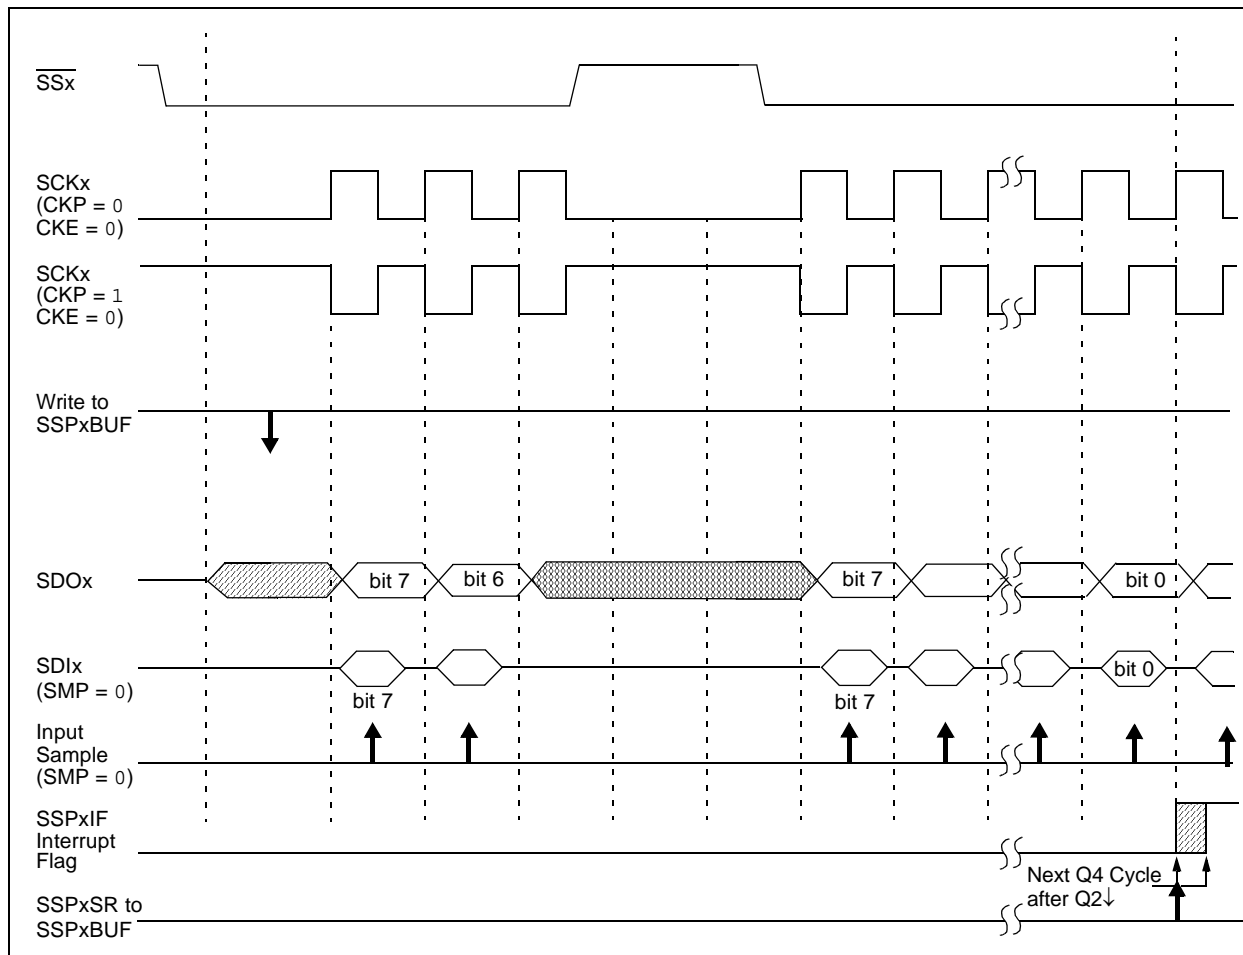 SSx
SCKx
(CKP = 0
CKE = 0)
SCKx
(CKP = 1
CKE = 0)
Write to
SSPxBUF
SDOx
bit 7
bit 6
bit 7
bit 0
SDIx
(SMP = 0)
bit 7
bit 7
bit 0
Input
Sample
(SMP = 0)
SSPxIF
Interrupt
Flag
Next Q4 Cycle
after Q2↓
SSPxSR to
SSPxBUF